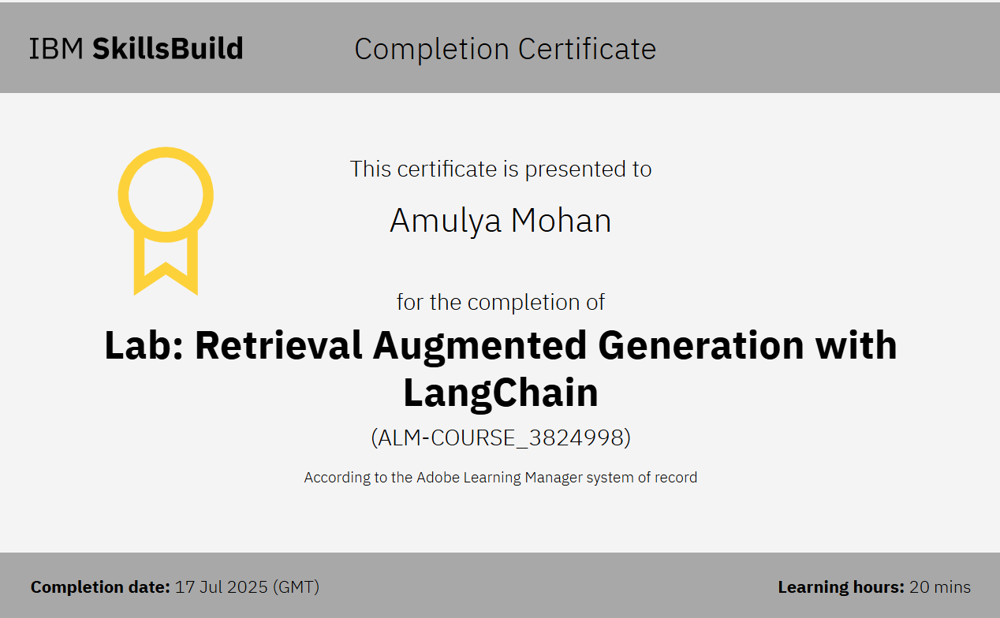 IBM SkillsBuild
Completion Certificate
This certificate is presented to
Amulya Mohan
for the completion of
Lab: Retrieval Augmented Generation with
LangChain
(ALM-COURSE_3824998)
According to the Adobe Learning Manager system of record
Completion date: 17 Jul 2025 (GMT)
Learning hours: 20 mins